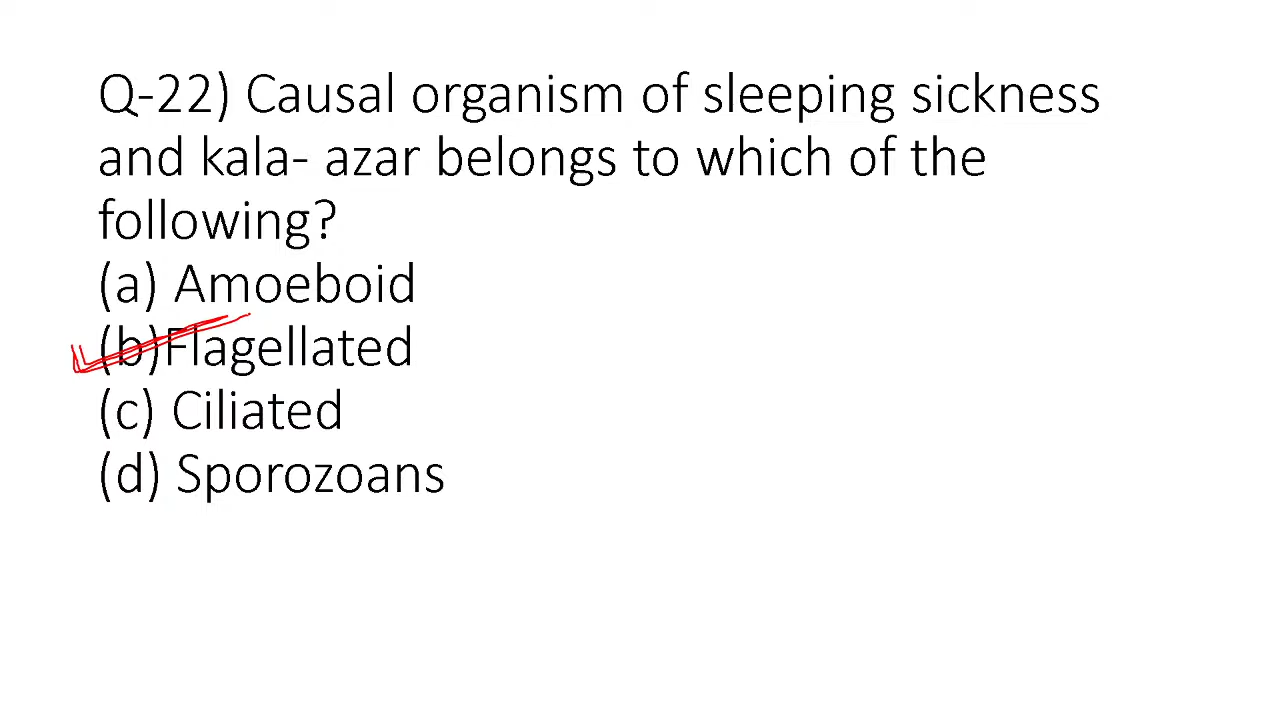 Q-22) Causal organism of sleeping sickness
and kala- azar belongs to which of the
following?
(a) Amoeboid
(b)Flagellated
(c) Ciliated
(d) Sporozoans